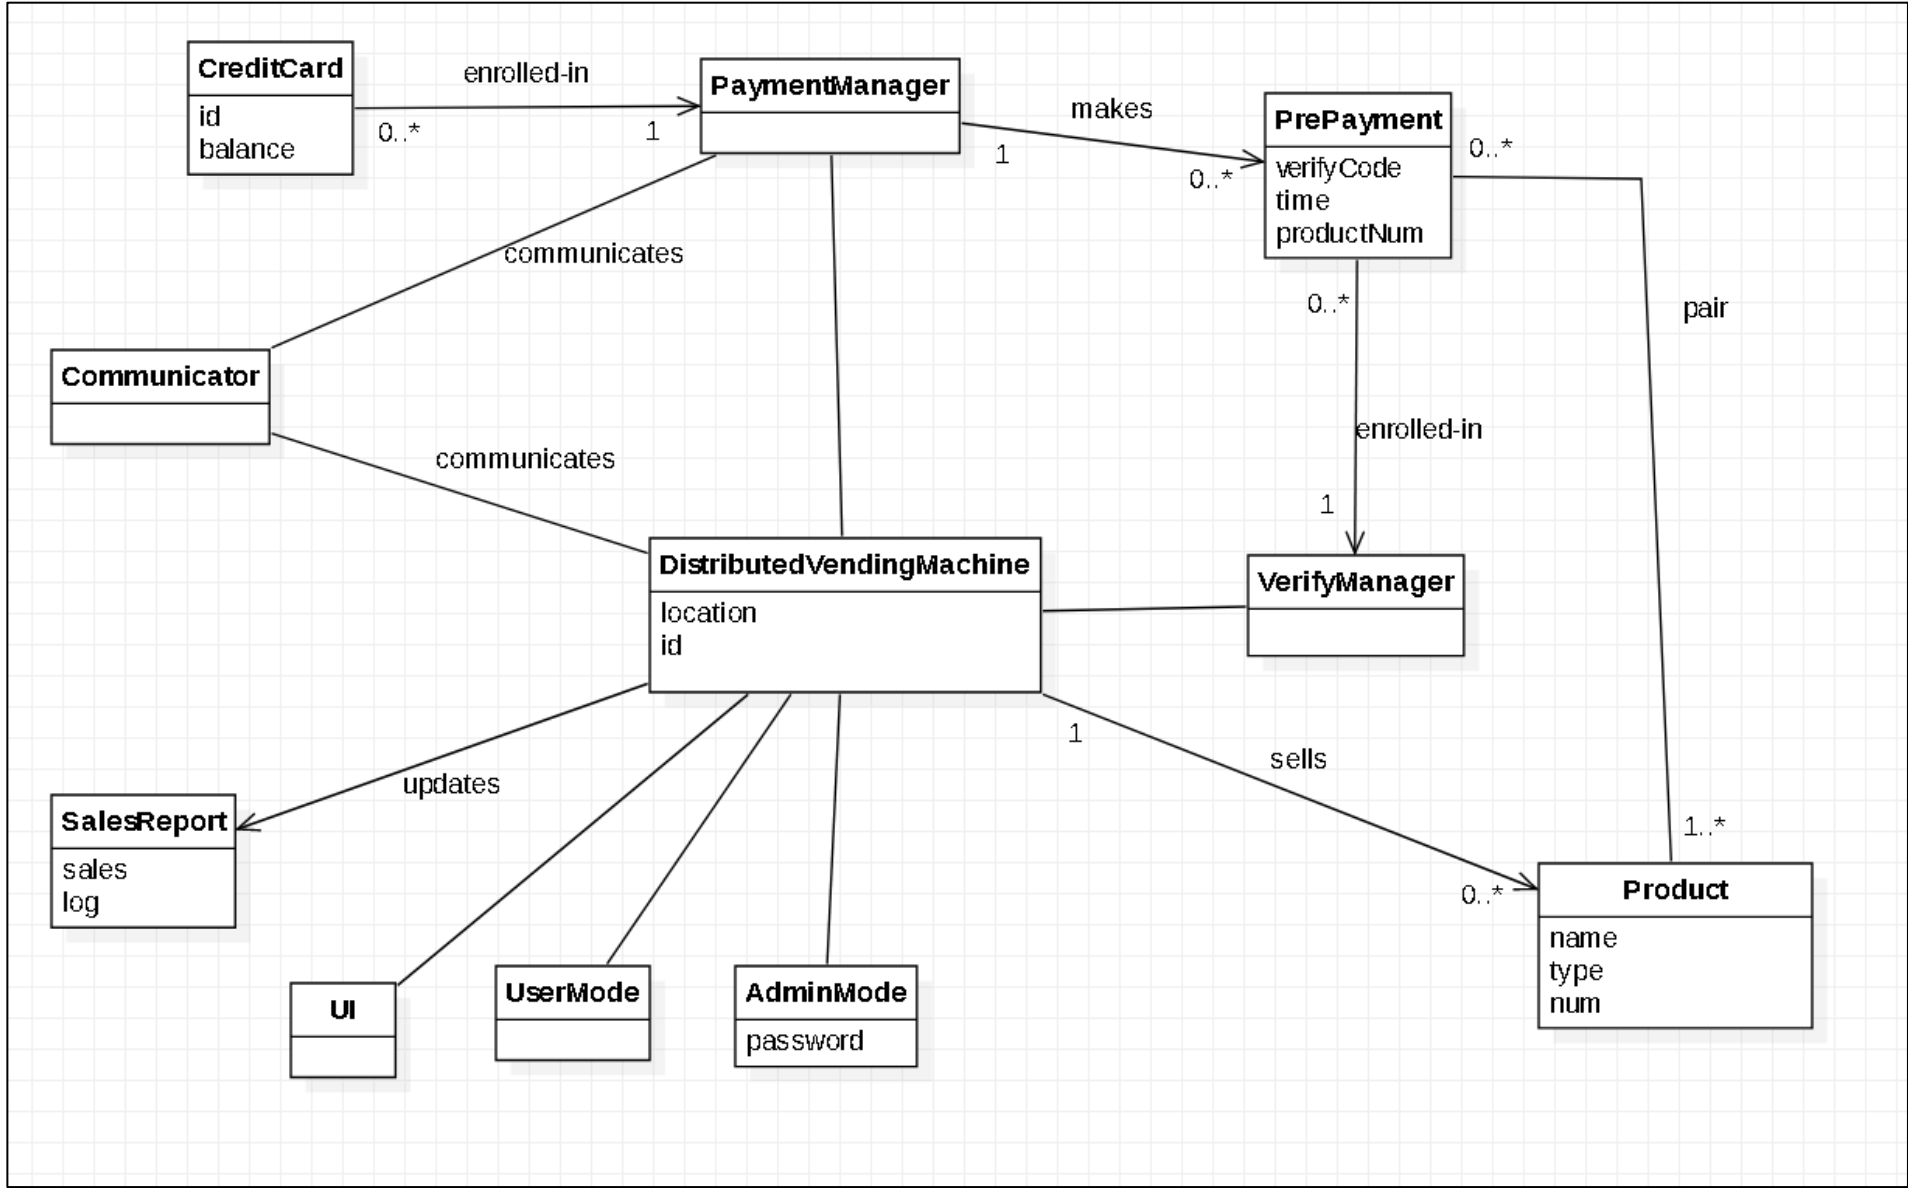 CreditCard
id
balance
enrolled-in
0..*
1
PaymentManager
makes
1
0..*
PrePayment
verifyCode
time
productNum
0..*
0..*
pair
communicates
Communicator
communicates
enrolled-in
1
DistributedVendingMachine
location
id
VerifyManager
1
sells
updates
SalesReport
sales
log
1..*
0..*
Product
name
type
num
UI
UserMode
AdminMode
password